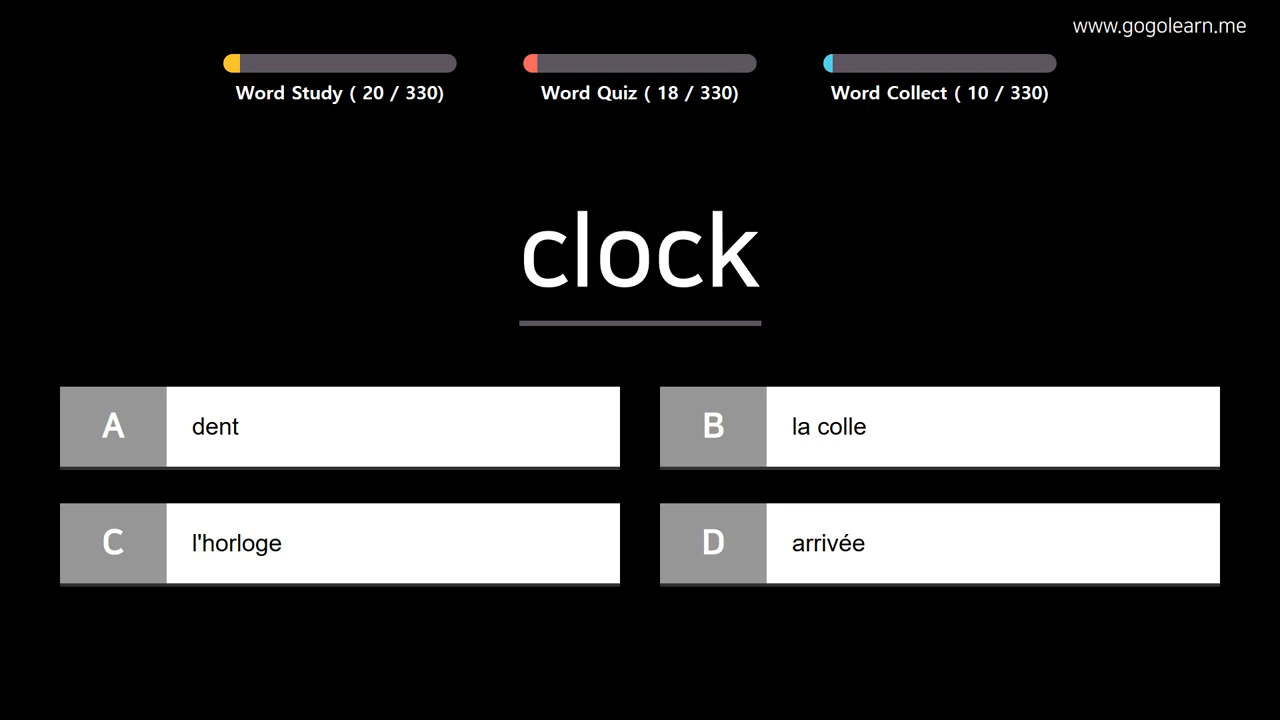 www.gogolearn.me
Word Study ( 20 / 330)
Word Quiz ( 18 / 330)
Word Collect ( 10 / 330)
clock
A dent
B la colle
C l'horloge
D arrivée